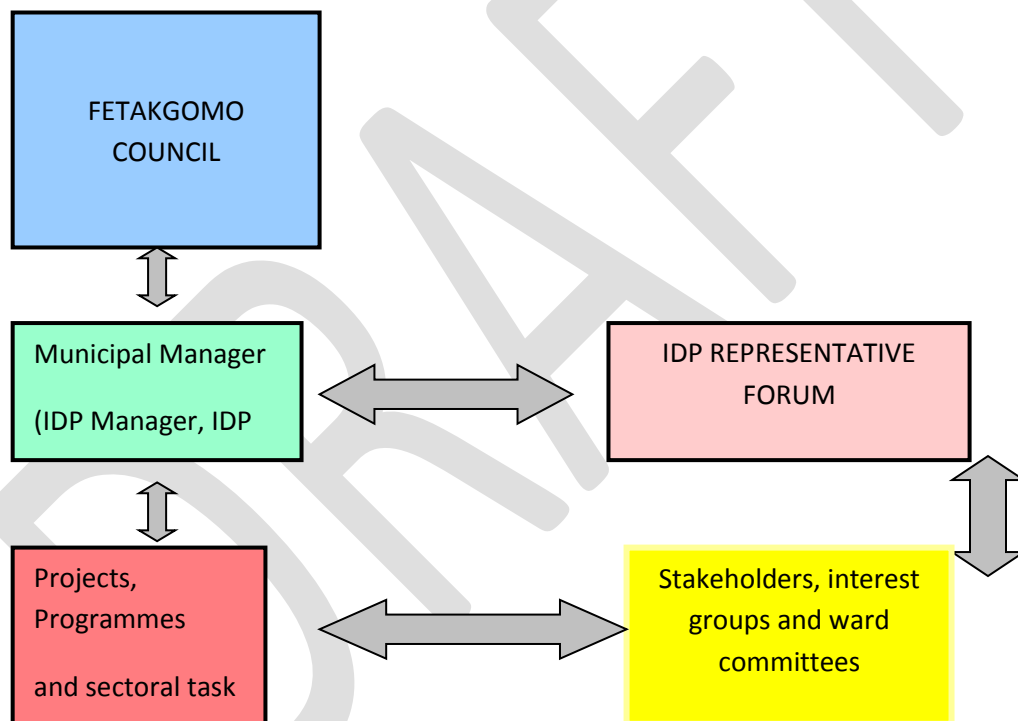 FETAKGOMO
COUNCIL
Municipal Manager
(IDP Manager, IDP
IDP REPRESENTATIVE
FORUM
Projects,
Programmes
and sectoral task
Stakeholders, interest
groups and ward
committees
DRAFT